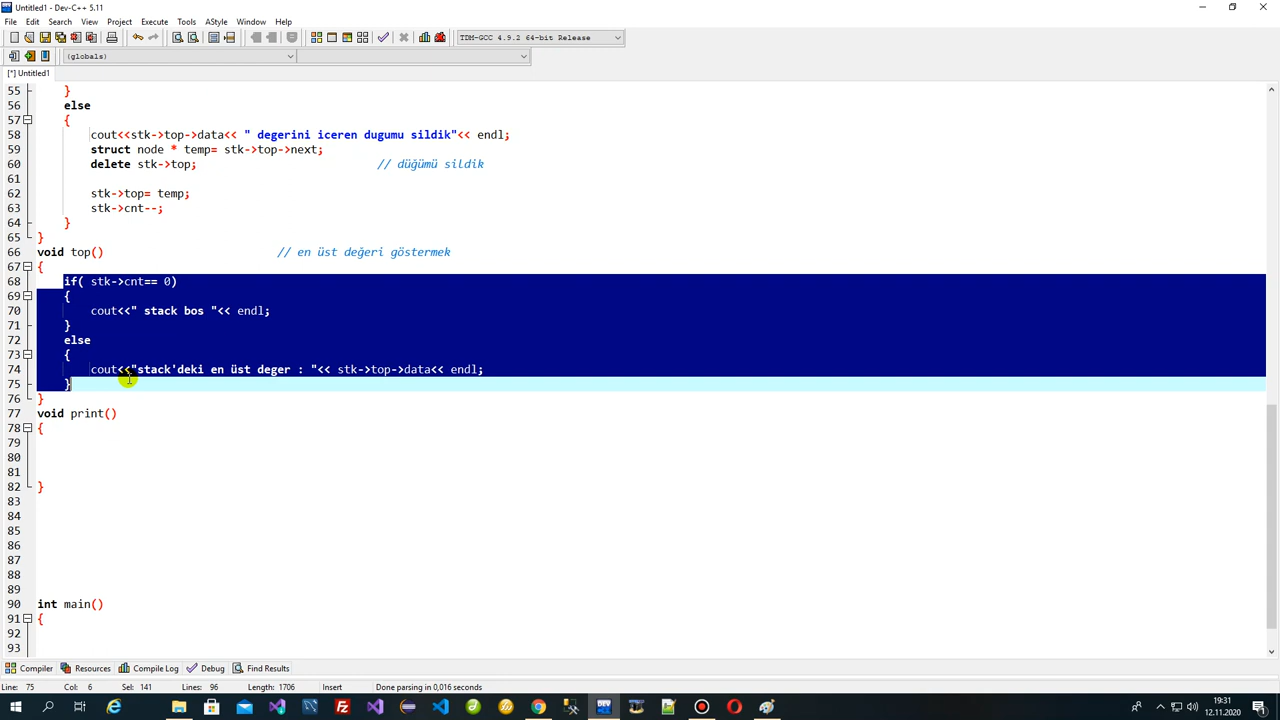 Untitled1 - Dev-C++ 5.11
File Edit Search View Project Execute Tools AStyle Window Help
TDM-GCC 4.9.2 64-bit Release
(globals)
[*] Untitled1
55 }
56 else
57 {
58 cout<<stk->top->data<< " degerini iceren dugumu sildik"<< endl;
59 struct node * temp= stk->top->next;
60 delete stk->top; // düğümü sildik
61
62 stk->top= temp;
63 stk->cnt--;
64 }
65 }
66 void top() // en üst değeri göstermek
67 {
68 if( stk->cnt== 0)
69 {
70 cout<<" stack bos "<< endl;
71 }
72 else
73 {
74 cout<<"stack'deki en üst deger : "<< stk->top->data<< endl;
75 }
76 }
77 void print()
78 {
79
80
81
82 }
83
84
85
86
87
88
89
90 int main()
91 {
92
93
Compiler Resources Compile Log Debug Find Results
Line: 75 Col: 6 Sel: 141 Lines: 96 Length: 1706 Insert Done parsing in 0,016 seconds
19:31
12.11.2020